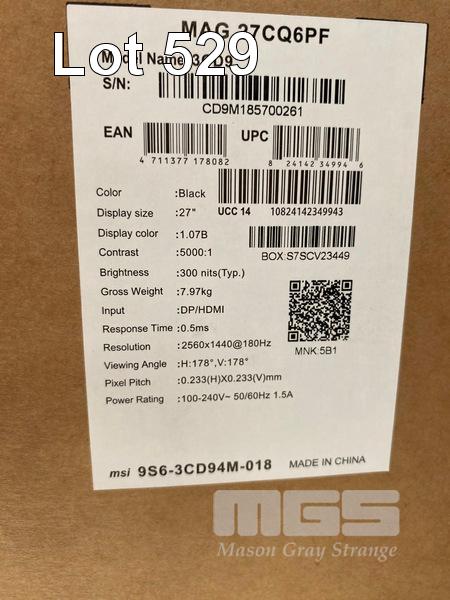 MAG 27CQ6PF
Lot 529
Model Name :3CD9
S/N:
CD9M185700261
EAN
4 711377 178082
UPC
8 24142 34994 6
Color :Black
Display size :27"
UCC 14 10824142349943
Display color :1.07B
Contrast :5000:1
BOX:S7SCV23449
Brightness :300 nits(Typ.)
Gross Weight :7.97kg
Input :DP/HDMI
Response Time :0.5ms
Resolution :2560x1440@180Hz
MNK:5B1
Viewing Angle :H:178°,V:178°
Pixel Pitch :0.233(H)X0.233(V)mm
Power Rating :100-240V~ 50/60Hz 1.5A
msi 9S6-3CD94M-018 MADE IN CHINA
MGS
Mason Gray Strange